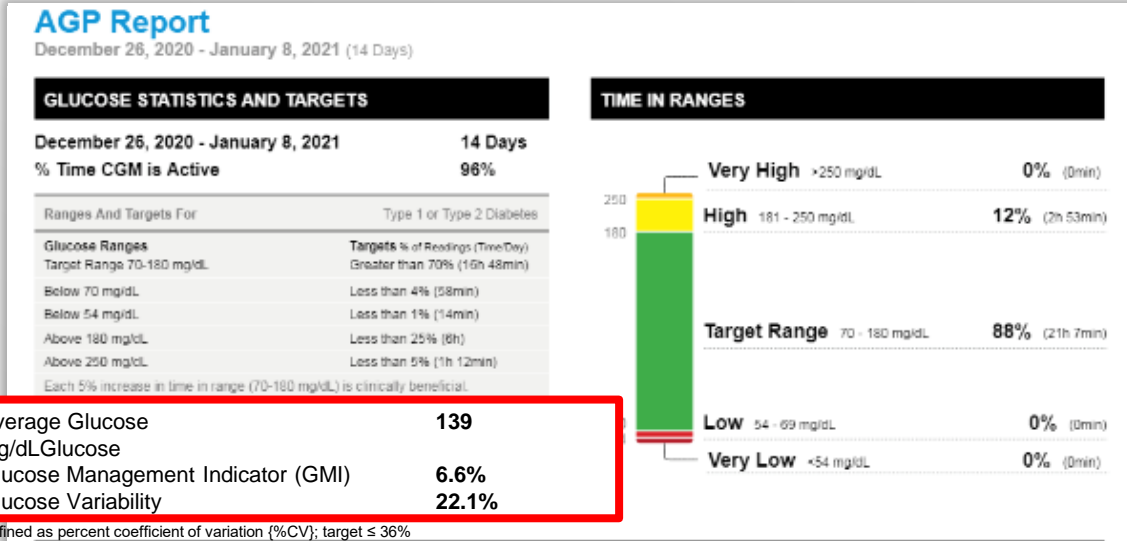 AGP Report
December 26, 2020 - January 8, 2021 (14 Days)
GLUCOSE STATISTICS AND TARGETS
December 26, 2020 - January 8, 2021 14 Days
% Time CGM is Active 96%
Ranges And Targets For Type 1 or Type 2 Diabetes
Glucose Ranges Targets % of Readings (Time/Day)
Target Range 70-180 mg/dL Greater than 70% (16h 48min)
Below 70 mg/dL Less than 4% (58min)
Below 54 mg/dL Less than 1% (14min)
Above 180 mg/dL Less than 25% (6h)
Above 250 mg/dL Less than 5% (1h 12min)
Each 5% increase in time in range (70-180 mg/dL) is clinically beneficial.
verage Glucose 139
g/dLGlucose
ucose Management Indicator (GMI) 6.6%
ucose Variability 22.1%
fined as percent coefficient of variation {%CV}; target ≤ 36%
TIME IN RANGES
250
180
Very High >250 mg/dL 0% (0min)
High 181 - 250 mg/dL 12% (2h 53min)
Target Range 70 - 180 mg/dL 88% (21h 7min)
Low 54 - 69 mg/dL 0% (0min)
Very Low <54 mg/dL 0% (0min)